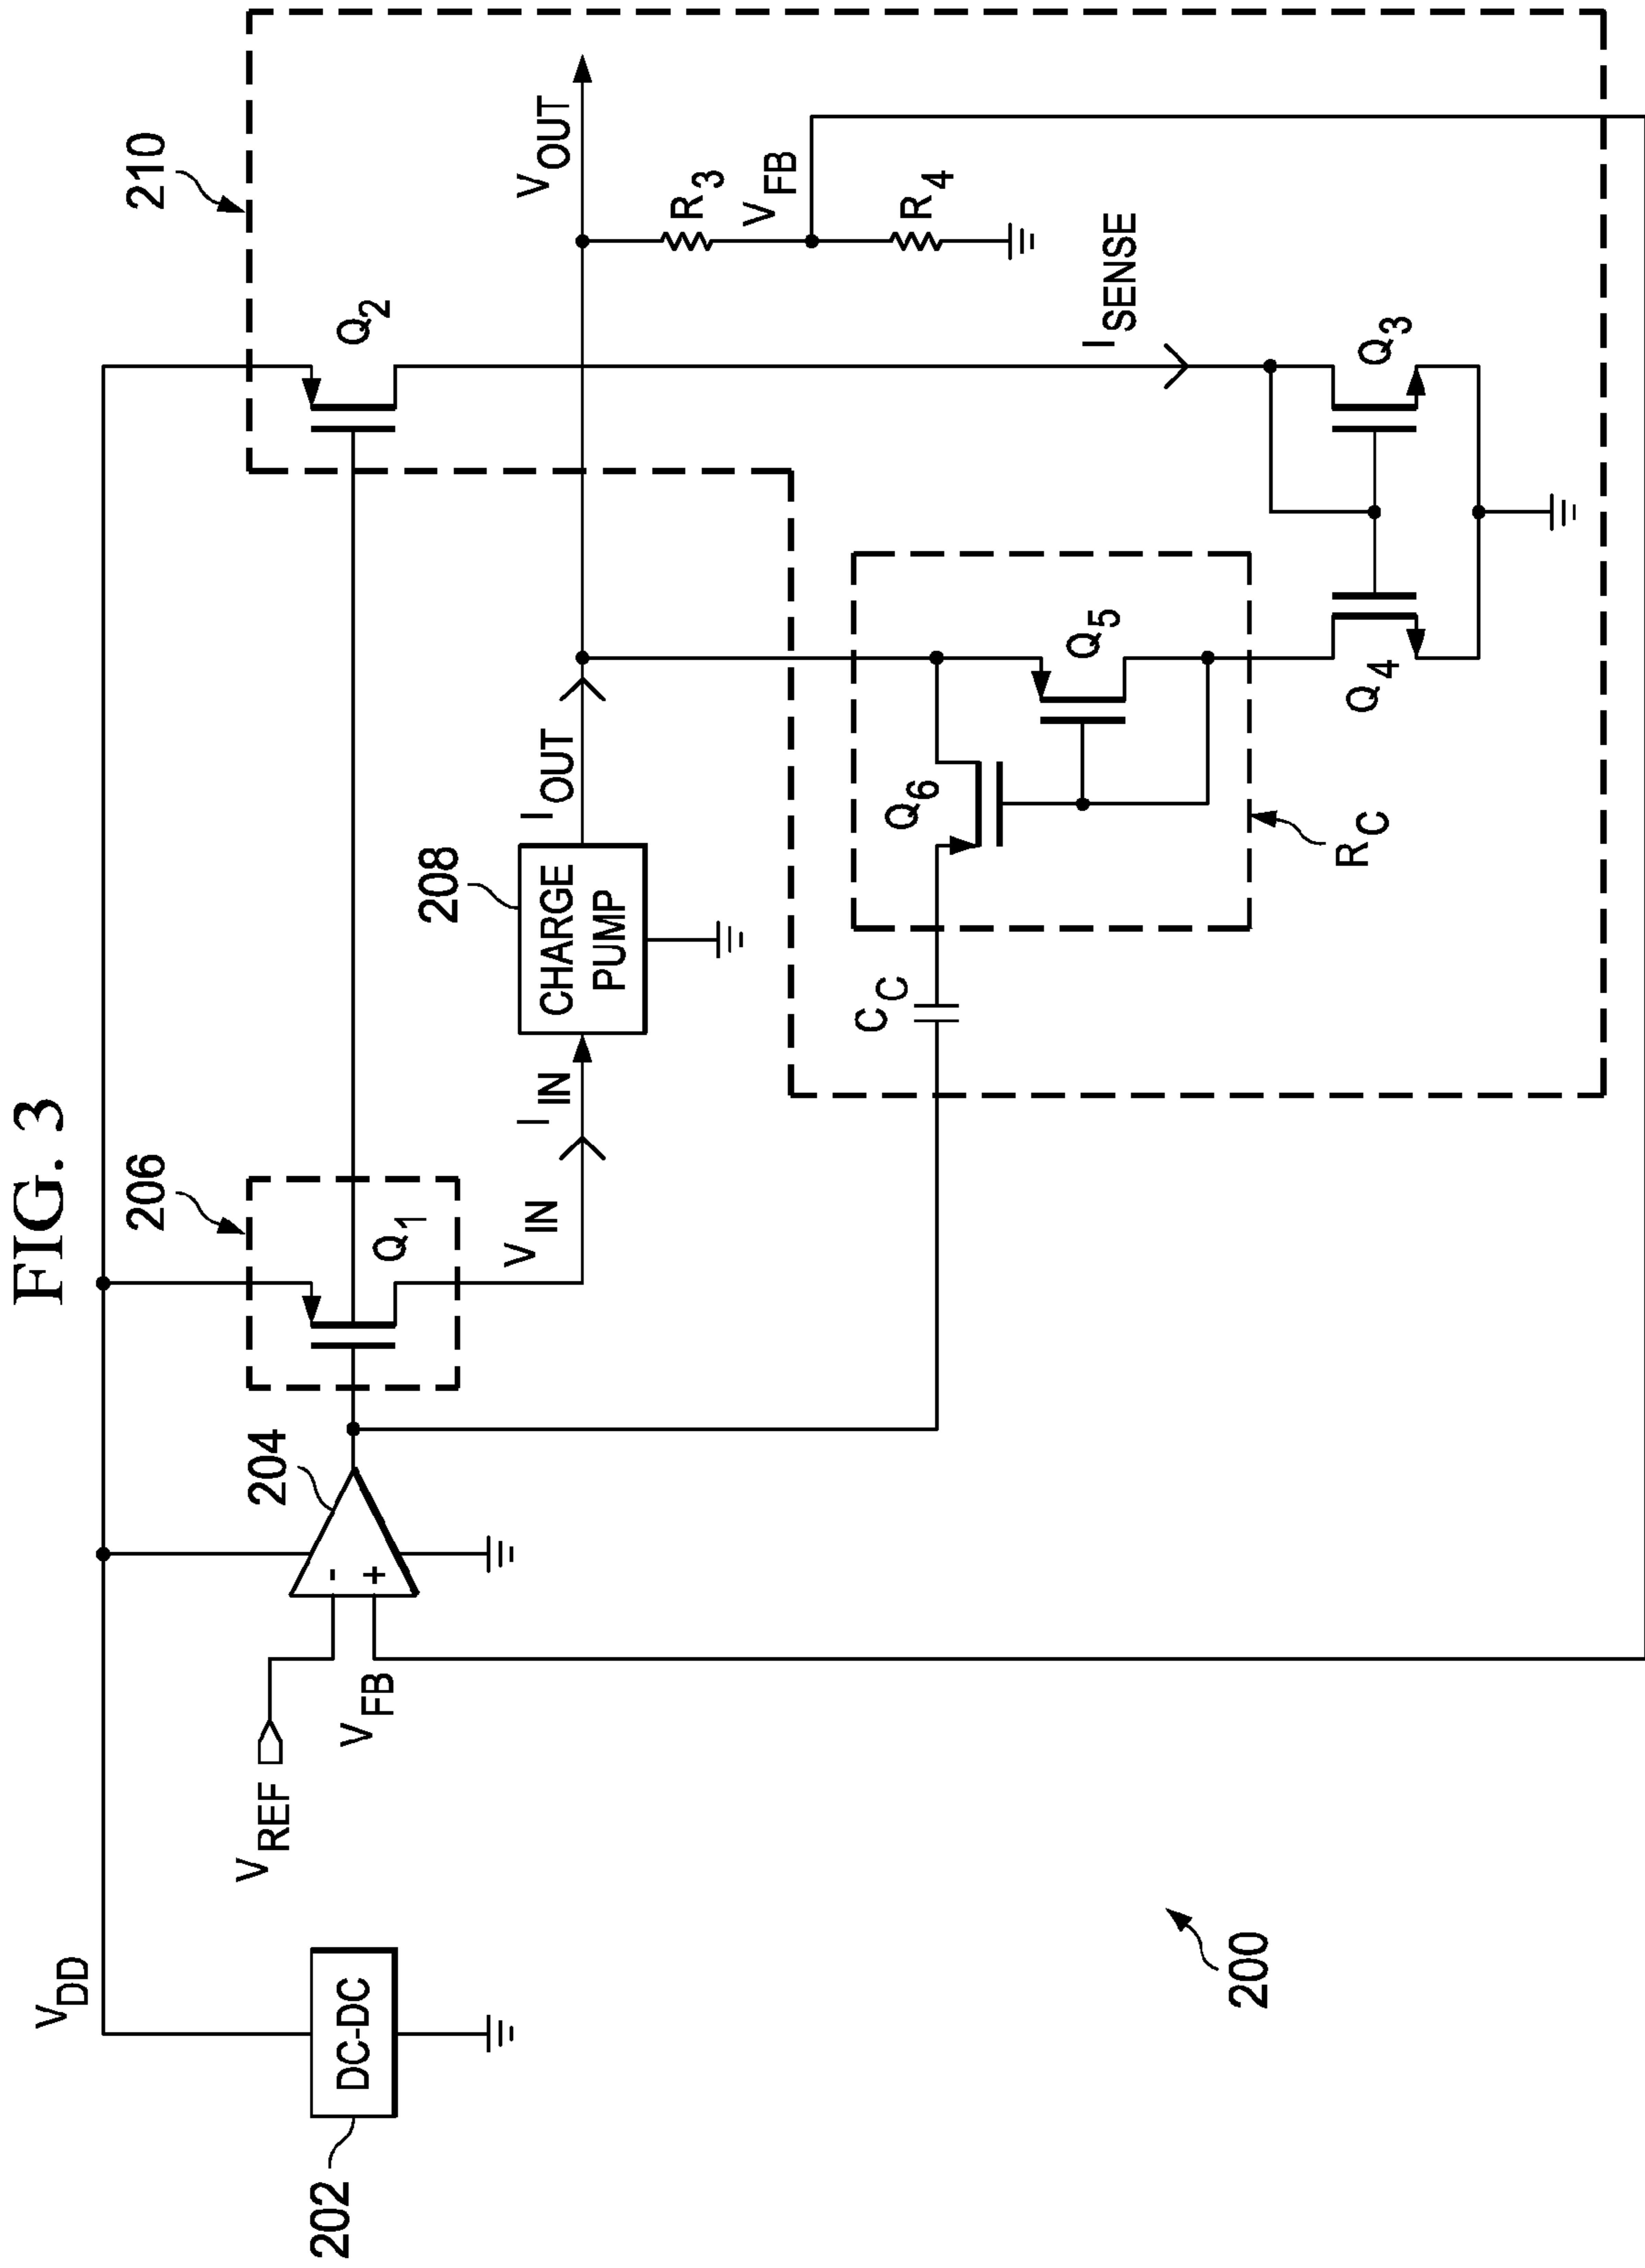 FIG. 3
V_DD
202
DC-DC
V_REF
V_FB
204
-
+
206
Q_1
V_IN
I_IN
208
CHARGE
PUMP
I_OUT
V_OUT
210
Q_2
R_3
V_FB
R_4
I_SENSE
Q_3
Q_4
Q_5
Q_6
R_C
C_C
200